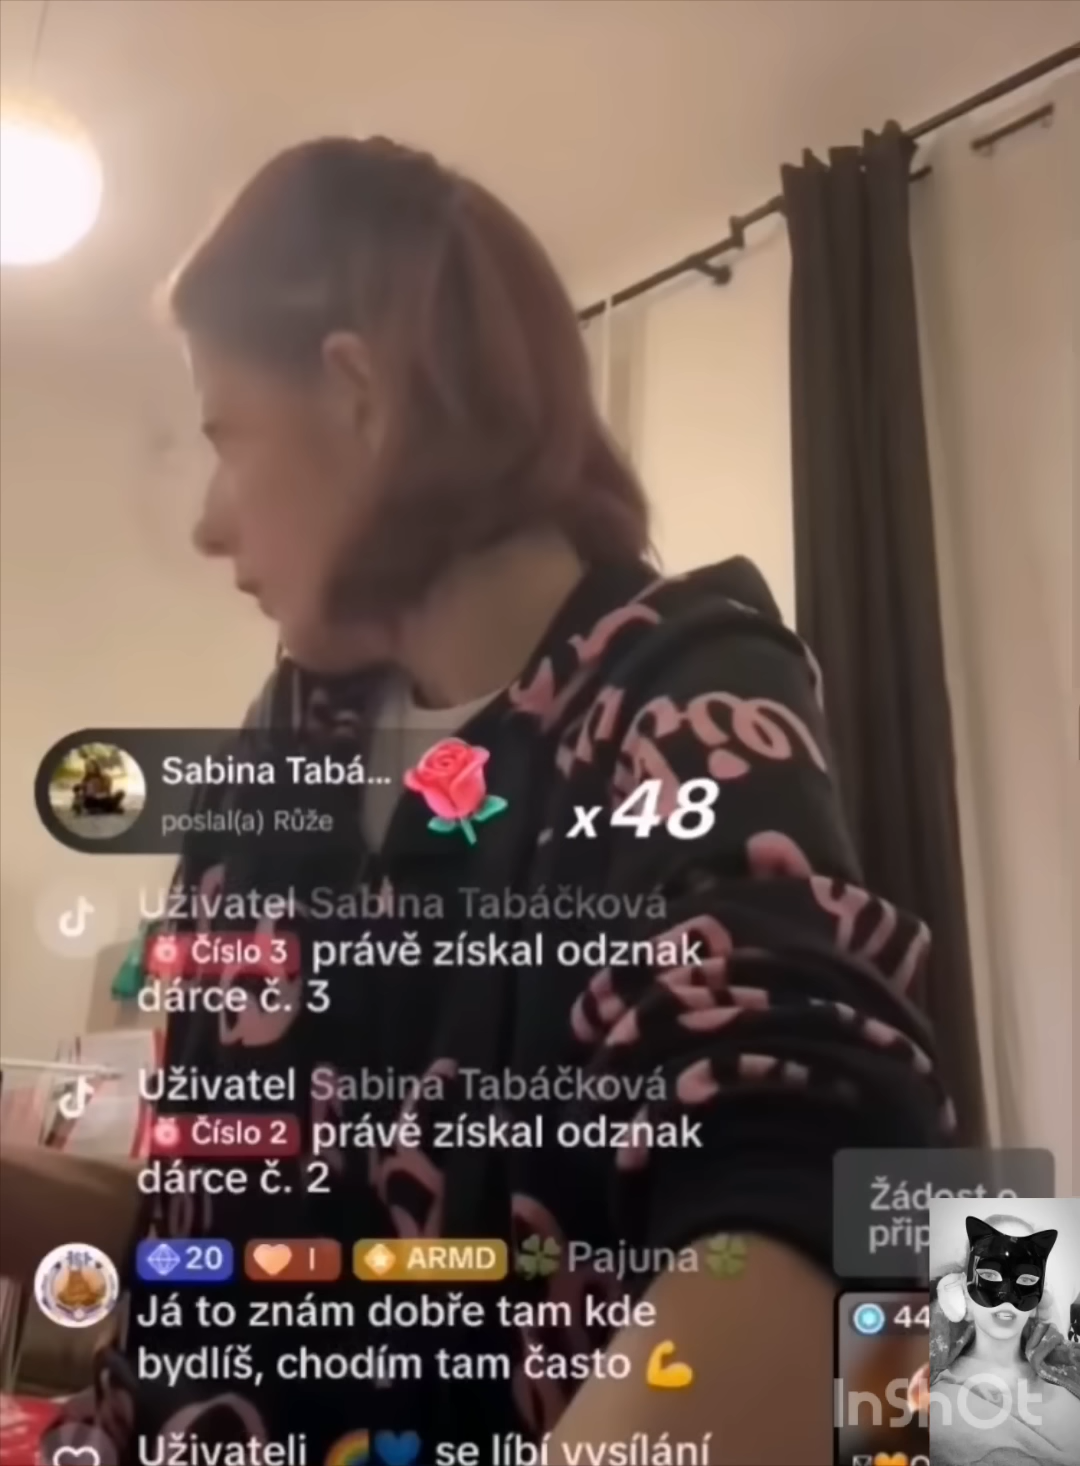 Sabina Tabá...
poslal(a) Růže
x48
Uživatel Sabina Tabáčková
Číslo 3 právě získal odznak
dárce č. 3
Uživatel Sabina Tabáčková
Číslo 2 právě získal odznak
dárce č. 2
20 I ARMD 🍀Pajuna🍀
Já to znám dobře tam kde
bydlíš, chodím tam často 💪
Uživateli 🌈💙 se líbí vysílání
Žádost o
44
InShOt